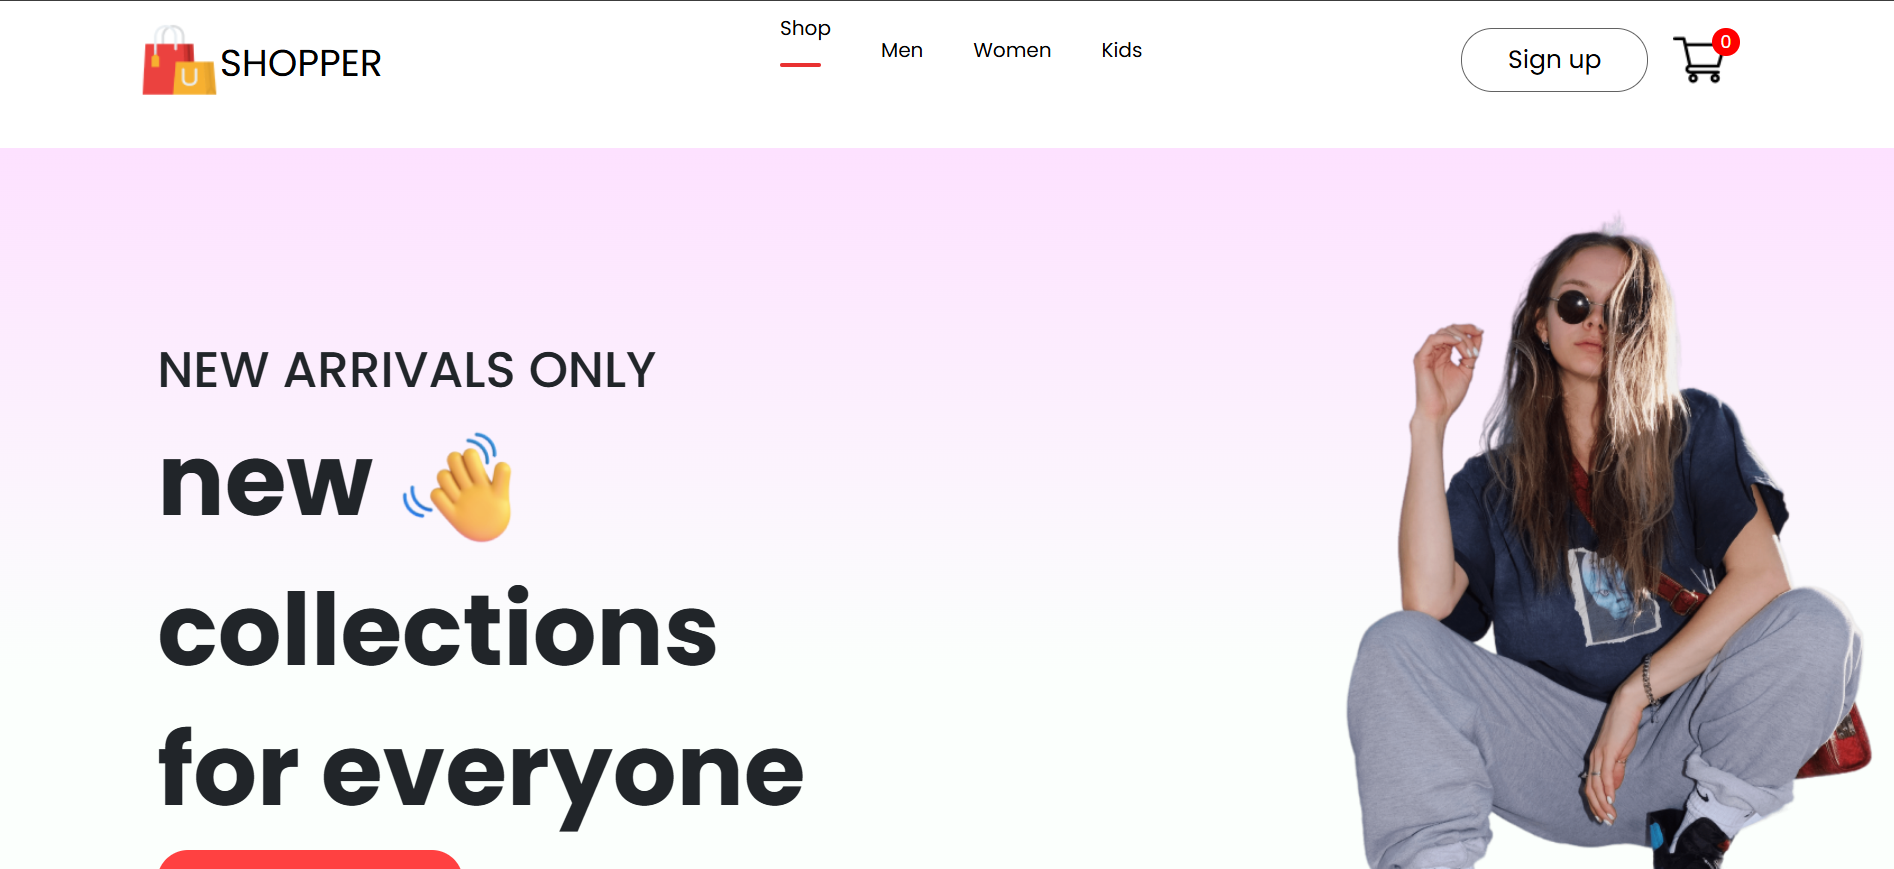 U
SHOPPER
Shop
Men
Women
Kids
Sign up
0
NEW ARRIVALS ONLY
new 👋
collections
for everyone